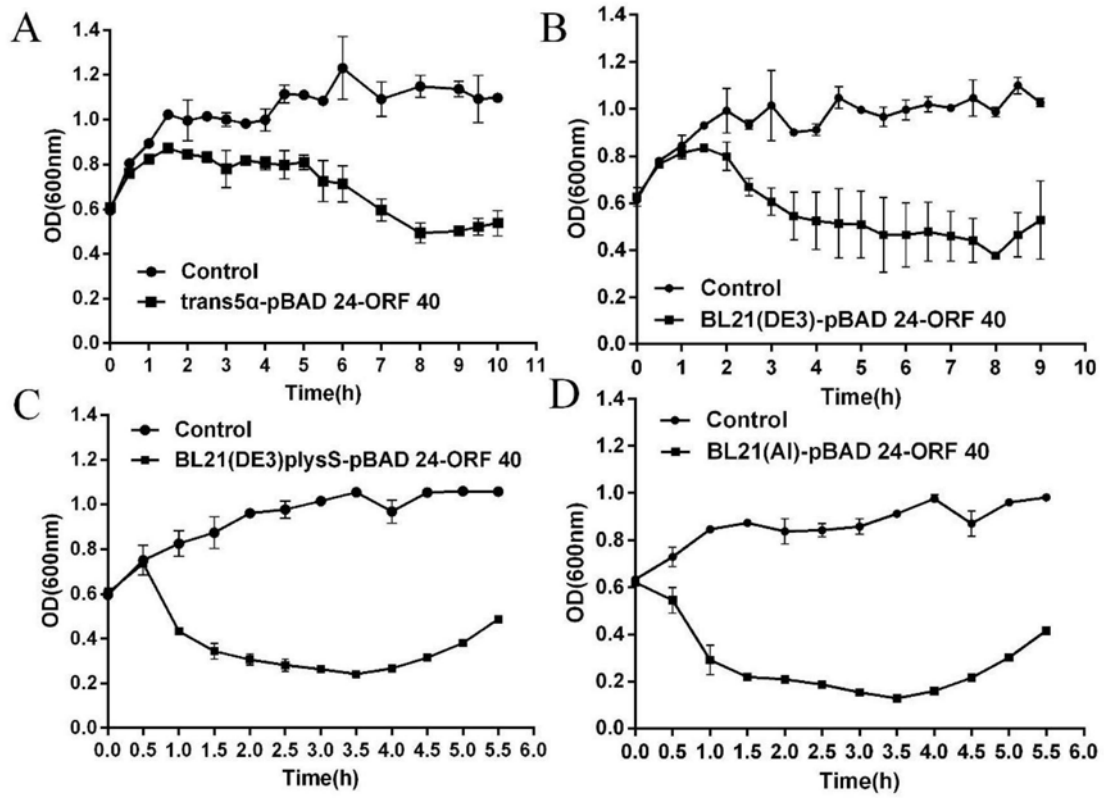 A
1.4
1.2
1.0
0.8
0.6
0.4
0.2
0.0
OD(600nm)
Control
trans5α-pBAD 24-ORF 40
0 1 2 3 4 5 6 7 8 9 10 11
Time(h)
B
1.4
1.2
1.0
0.8
0.6
0.4
0.2
0.0
OD(600nm)
Control
BL21(DE3)-pBAD 24-ORF 40
0 1 2 3 4 5 6 7 8 9 10
Time(h)
C
1.4
1.2
1.0
0.8
0.6
0.4
0.2
0.0
OD(600nm)
Control
BL21(DE3)plysS-pBAD 24-ORF 40
0.0 0.5 1.0 1.5 2.0 2.5 3.0 3.5 4.0 4.5 5.0 5.5 6.0
Time(h)
D
1.4
1.2
1.0
0.8
0.6
0.4
0.2
0.0
OD(600nm)
Control
BL21(AI)-pBAD 24-ORF 40
0.0 0.5 1.0 1.5 2.0 2.5 3.0 3.5 4.0 4.5 5.0 5.5 6.0
Time(h)